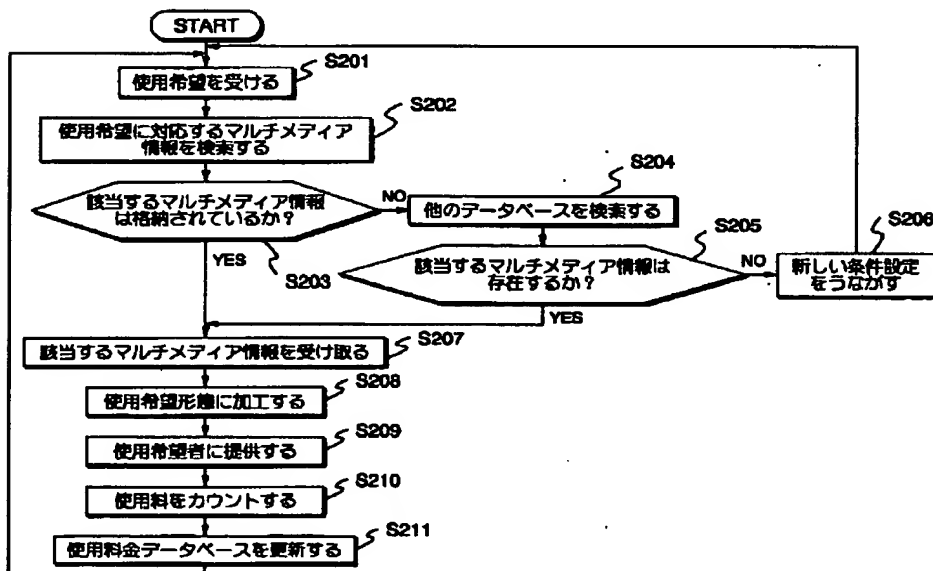 START
S201
使用希望を受ける
S202
使用希望に対応するマルチメディア
情報を検索する
該当するマルチメディア情報
は格納されているか?
NO
S204
他のデータベースを検索する
S203
YES
S205
該当するマルチメディア情報は
存在するか?
NO
S206
新しい条件設定
をうながす
YES
S207
該当するマルチメディア情報を受け取る
S208
使用希望形態に加工する
S209
使用希望者に提供する
S210
使用料をカウントする
S211
使用料金データベースを更新する